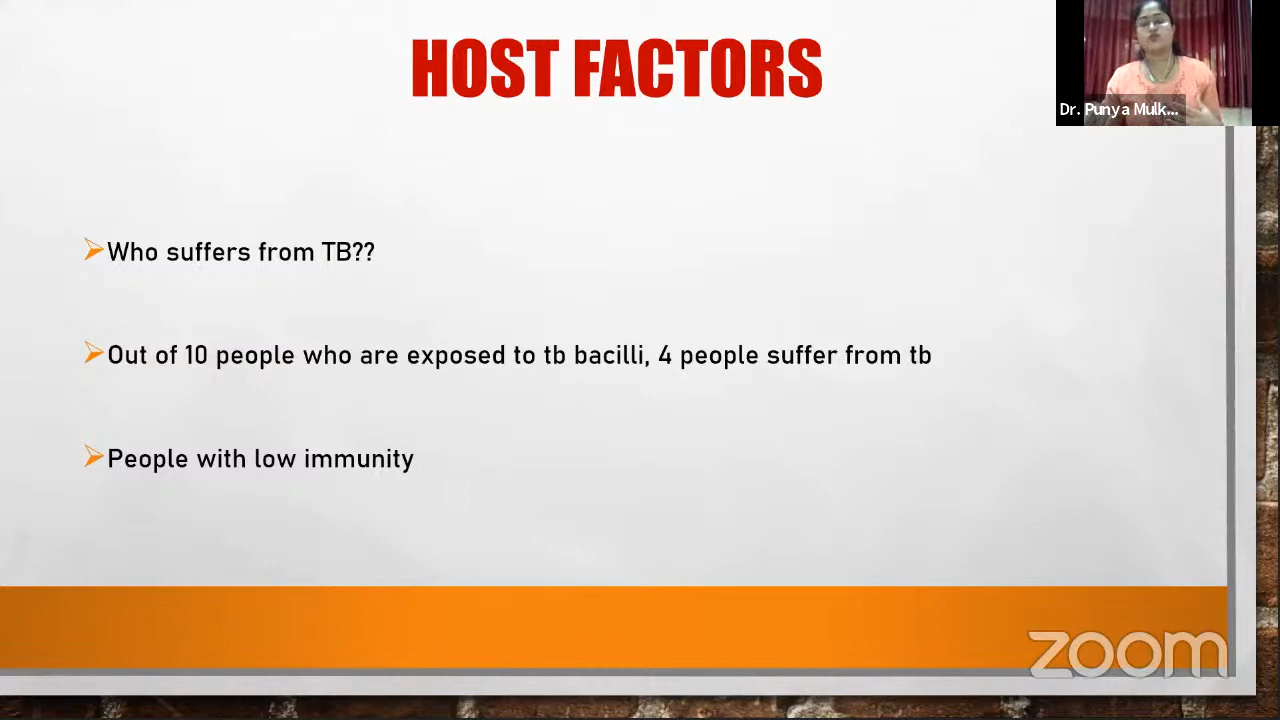 HOST FACTORS
Dr. Punya Mulk...
Who suffers from TB??
Out of 10 people who are exposed to tb bacilli, 4 people suffer from tb
People with low immunity
zoom